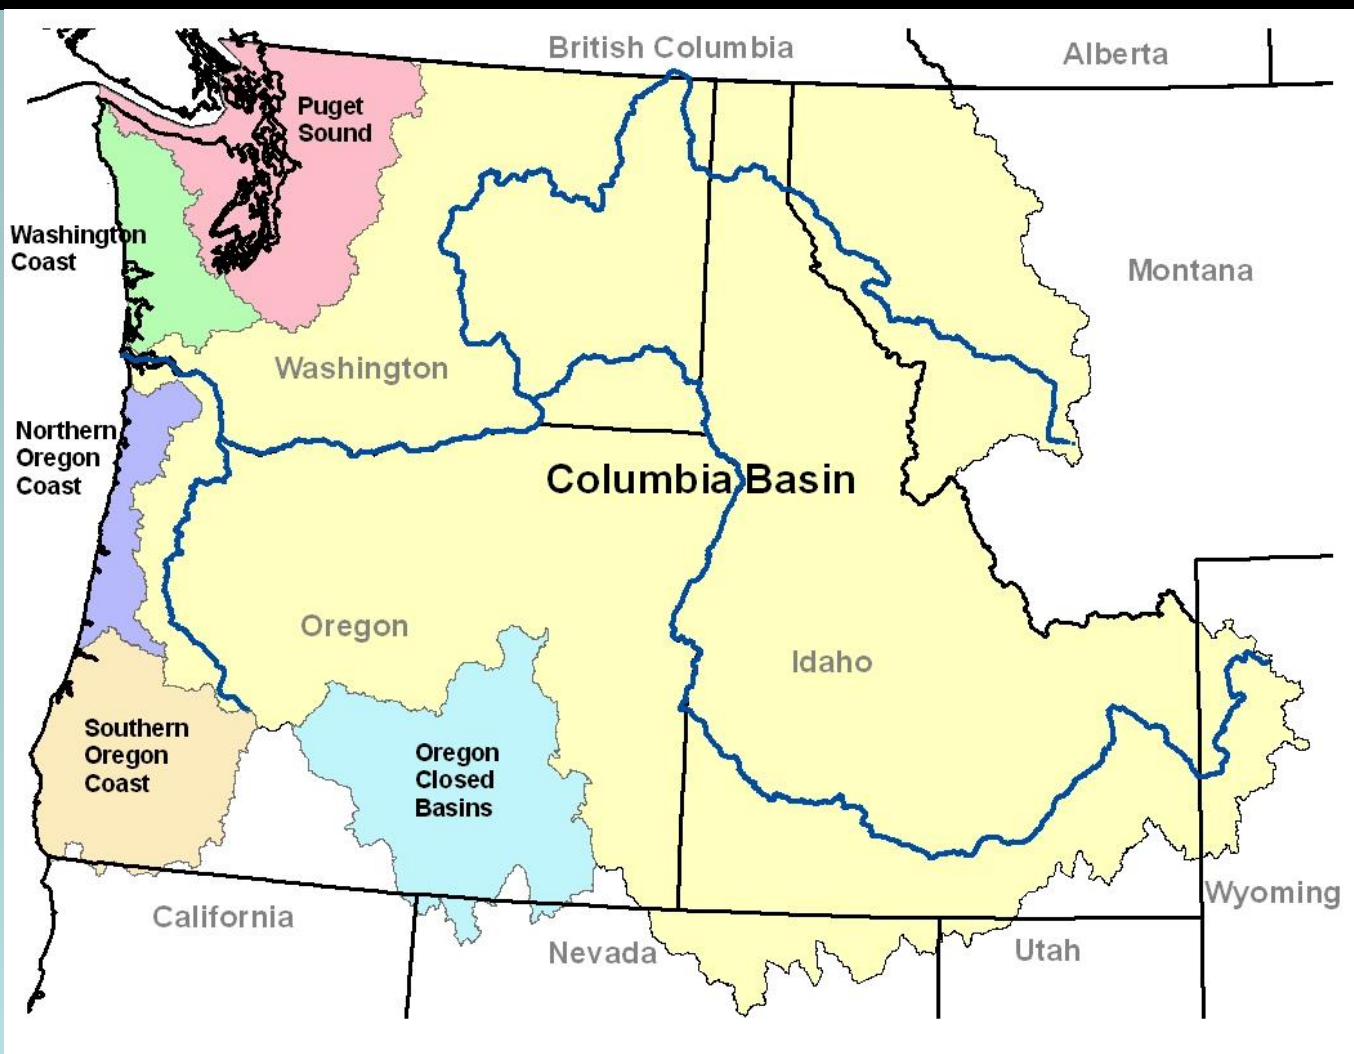 British Columbia
Alberta
Puget
Sound
Washington
Coast
Montana
Washington
Northern
Oregon
Coast
Columbia Basin
Oregon
Idaho
Southern
Oregon
Coast
Oregon
Closed
Basins
Wyoming
California
Nevada
Utah